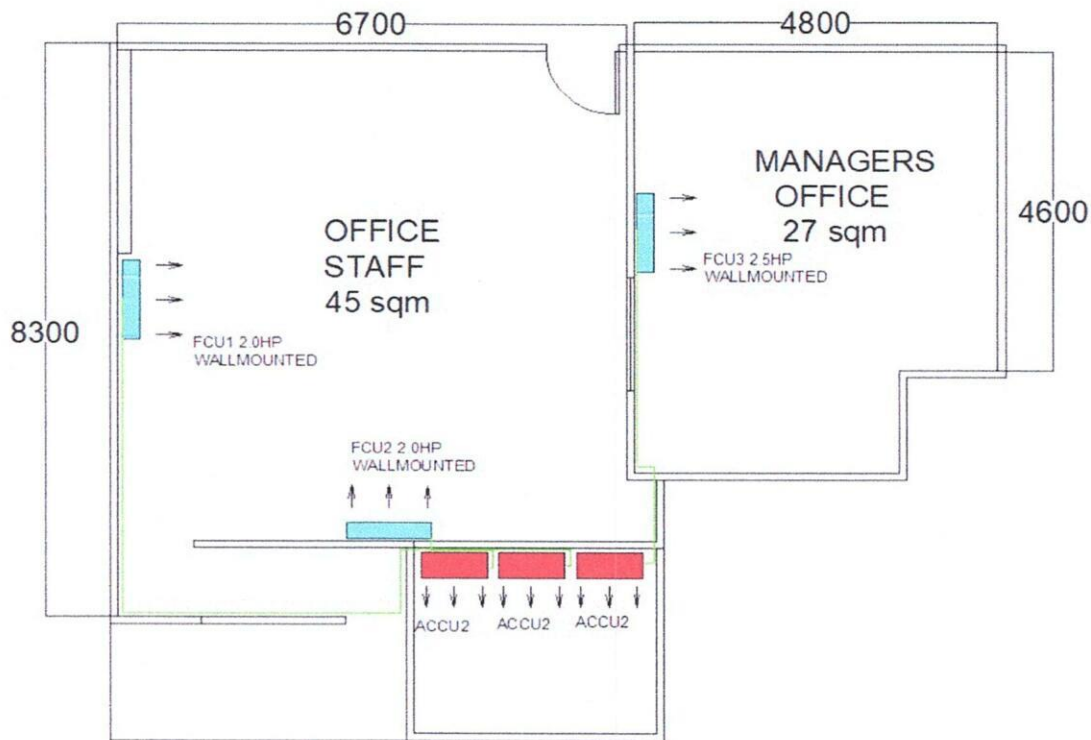 6700
4800
MANAGERS
OFFICE
27 sqm
4600
OFFICE
STAFF
45 sqm
8300
FCU3 2.5HP
WALLMOUNTED
FCU1 2.0HP
WALLMOUNTED
FCU2 2.0HP
WALLMOUNTED
ACCU2
ACCU2
ACCU2